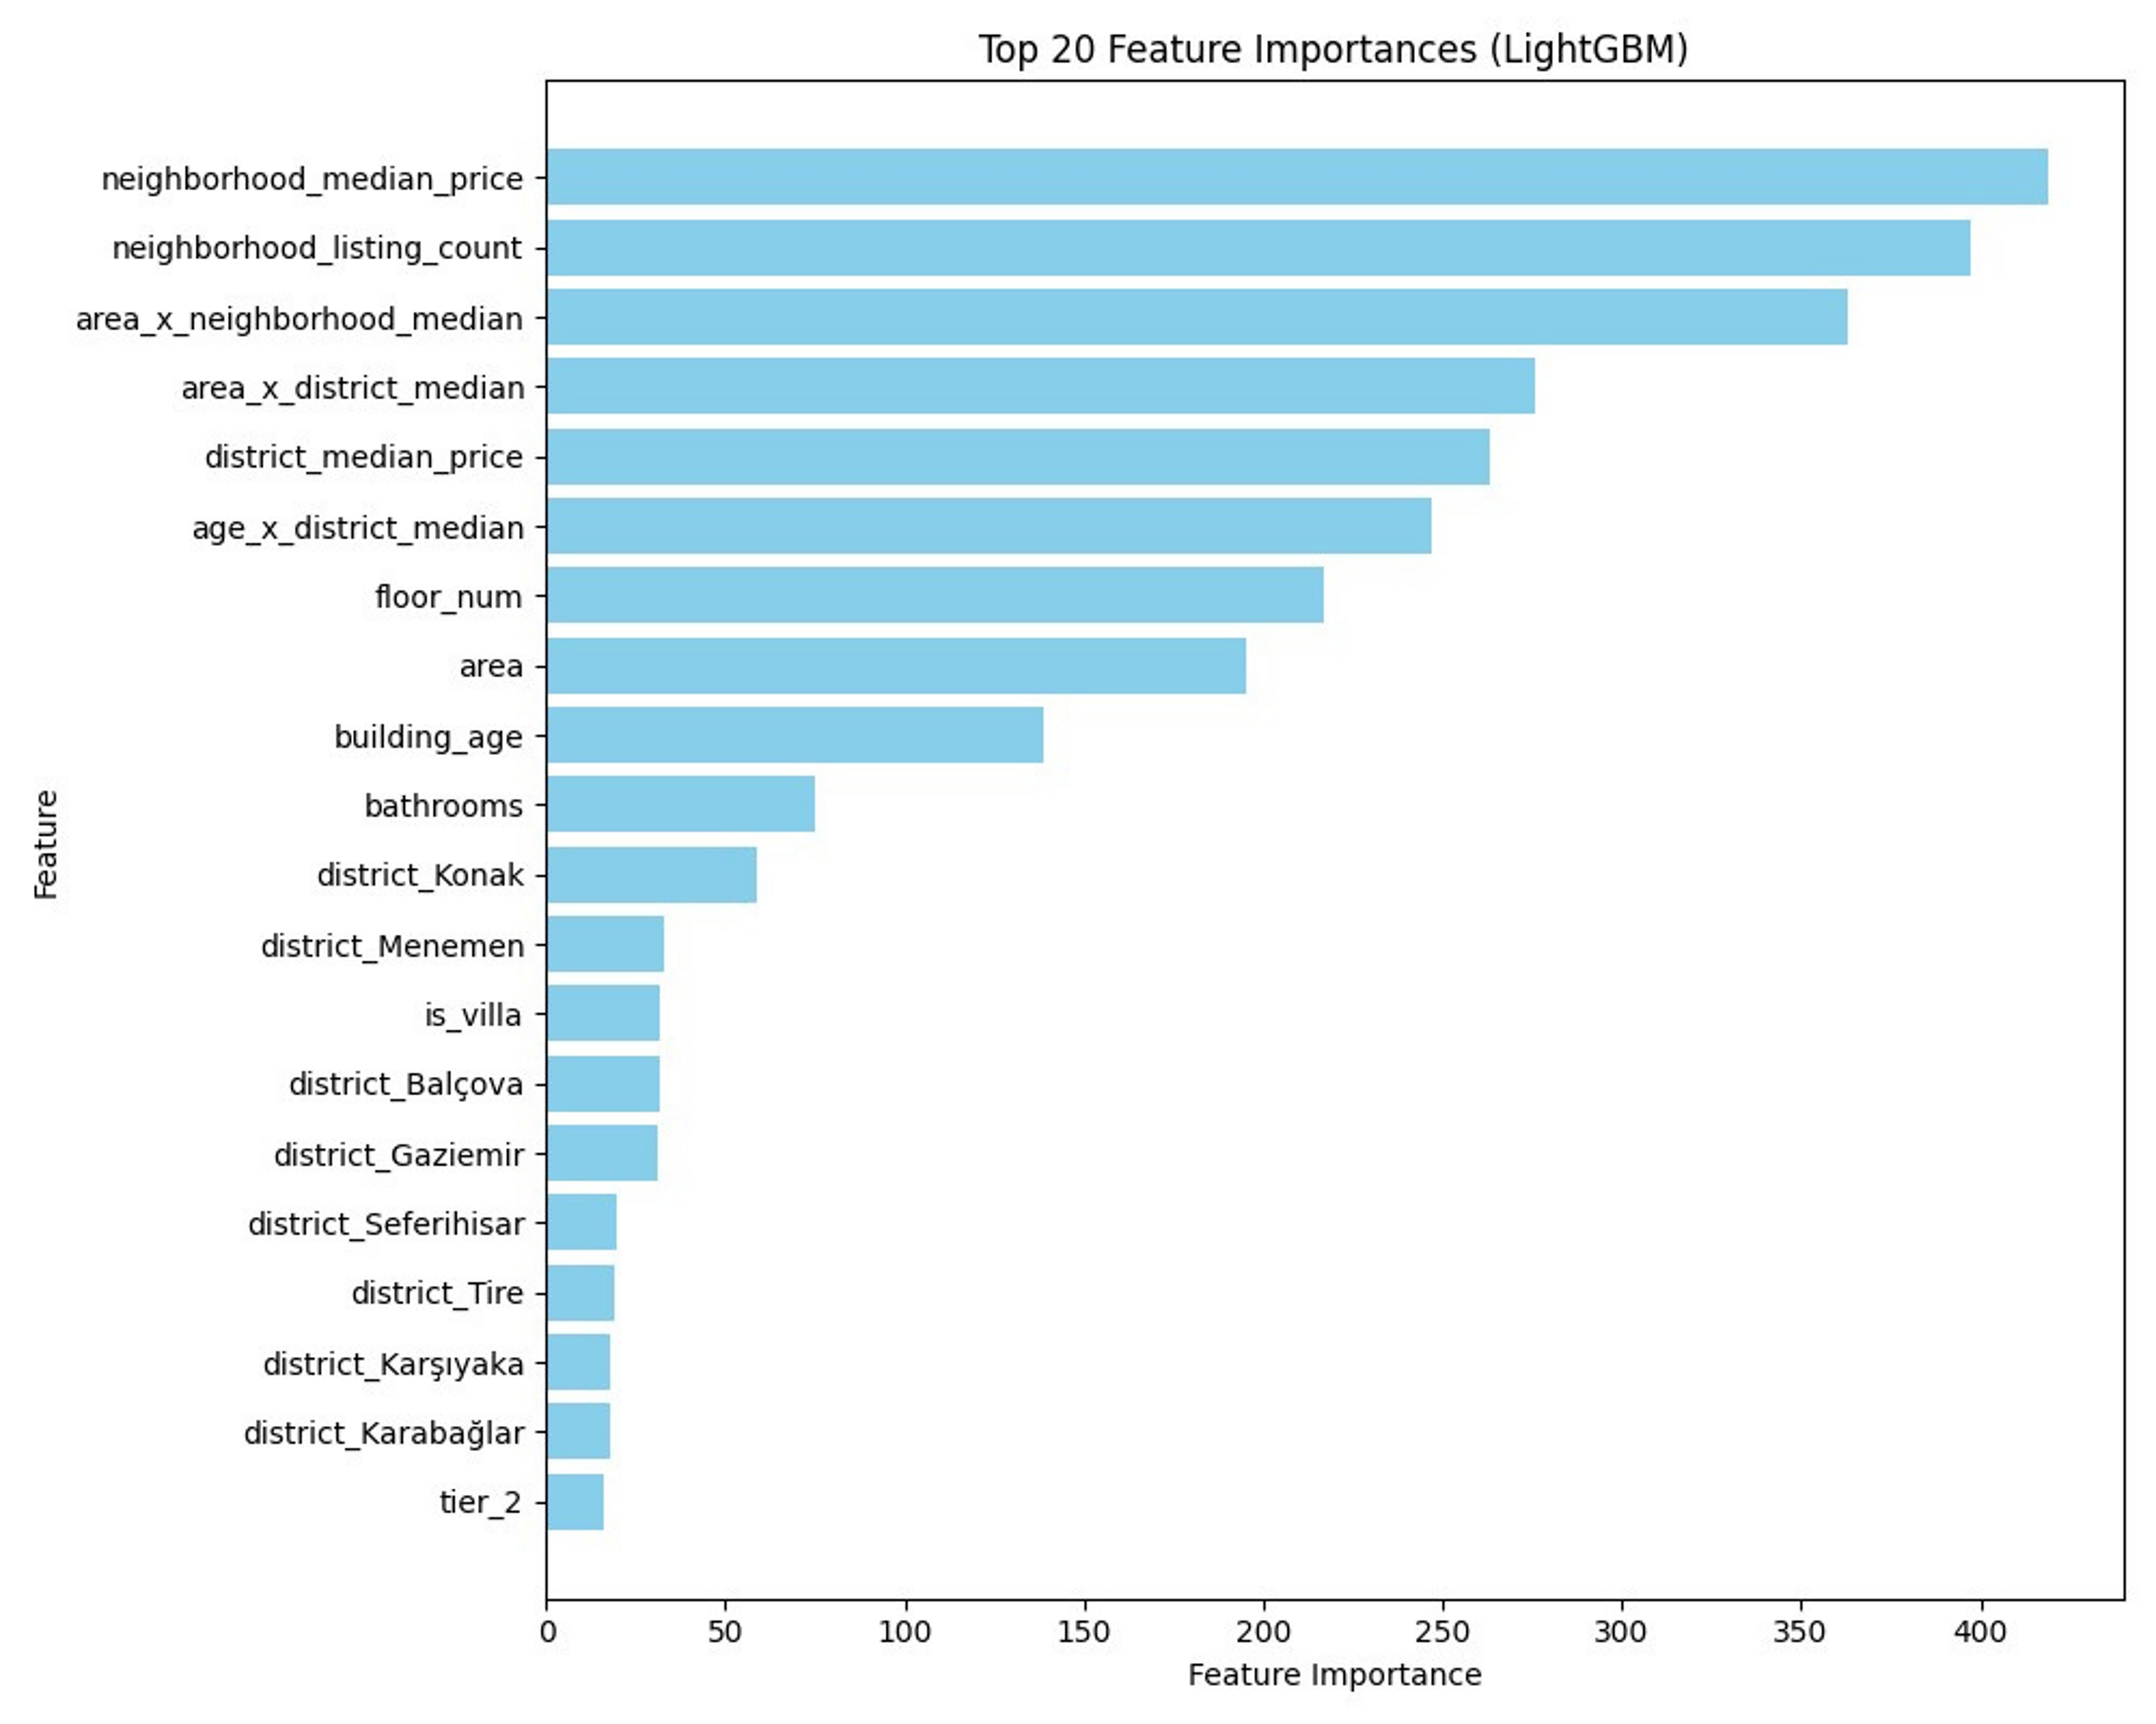 Top 20 Feature Importances (LightGBM)
neighborhood_median_price
neighborhood_listing_count
area_x_neighborhood_median
area_x_district_median
district_median_price
age_x_district_median
floor_num
area
building_age
bathrooms
district_Konak
district_Menemen
is_villa
district_Balçova
district_Gaziemir
district_Seferihisar
district_Tire
district_Karşıyaka
district_Karabağlar
tier_2
Feature
0 50 100 150 200 250 300 350 400
Feature Importance